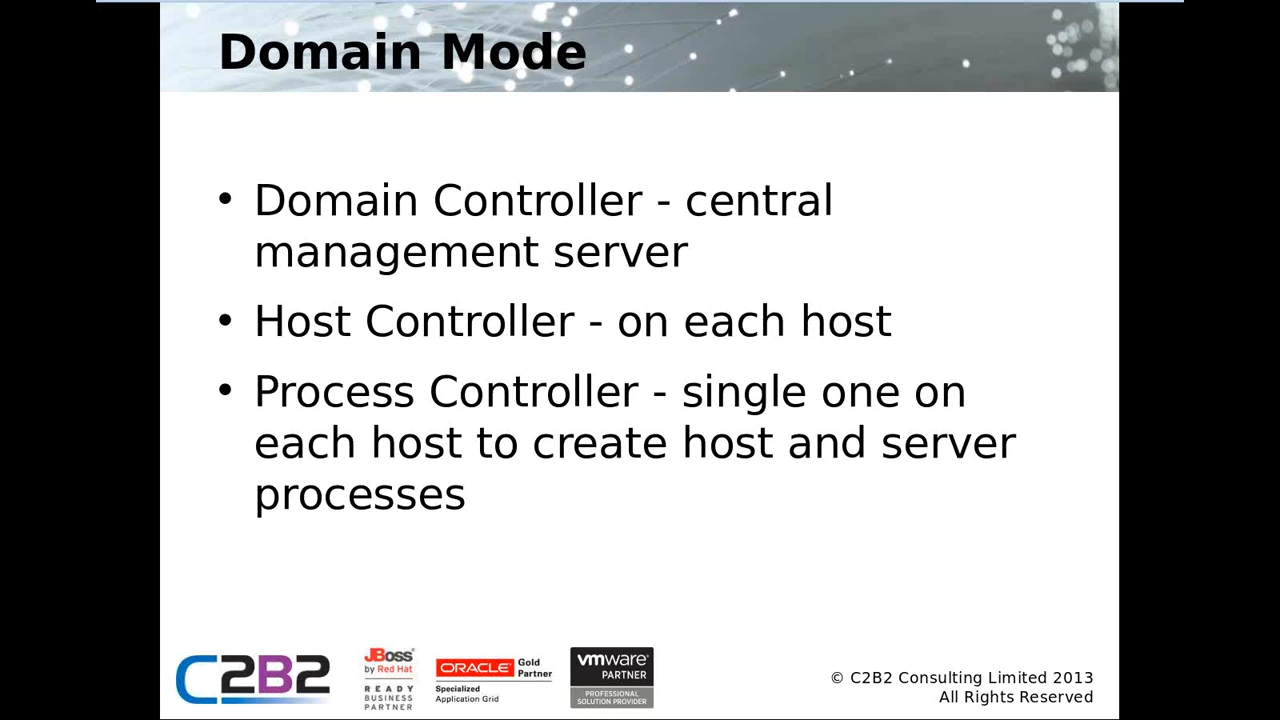 Domain Mode
• Domain Controller - central
management server
• Host Controller - on each host
• Process Controller - single one on
each host to create host and server
processes
C2B2
JBoss
by Red Hat
READY
BUSINESS
PARTNER
ORACLE Gold
Partner
Specialized
Application Grid
vmware
PARTNER
PROFESSIONAL
SOLUTION PROVIDER
© C2B2 Consulting Limited 2013
All Rights Reserved